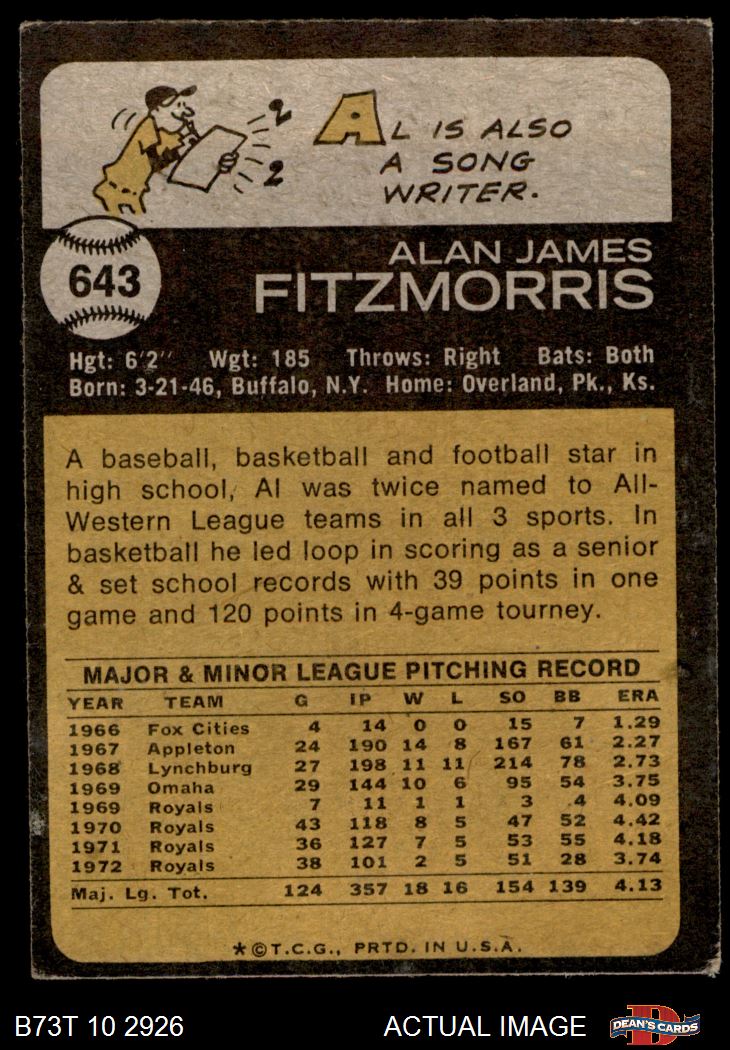 2
2
AL IS ALSO
A SONG
WRITER.
643
ALAN JAMES
FITZMORRIS
Hgt: 6'2" Wgt: 185 Throws: Right Bats: Both
Born: 3-21-46, Buffalo, N.Y. Home: Overland, Pk., Ks.
A baseball, basketball and football star in
high school, Al was twice named to All-
Western League teams in all 3 sports. In
basketball he led loop in scoring as a senior
& set school records with 39 points in one
game and 120 points in 4-game tourney.
MAJOR & MINOR LEAGUE PITCHING RECORD
YEAR TEAM G IP W L SO BB ERA
1966 Fox Cities 4 14 0 0 15 7 1.29
1967 Appleton 24 190 14 8 167 61 2.27
1968 Lynchburg 27 198 11 11 214 78 2.73
1969 Omaha 29 144 10 6 95 54 3.75
1969 Royals 7 11 1 1 3 4 4.09
1970 Royals 43 118 8 5 47 52 4.42
1971 Royals 36 127 7 5 53 55 4.18
1972 Royals 38 101 2 5 51 28 3.74
Maj. Lg. Tot. 124 357 18 16 154 139 4.13
*©T.C.G., PRTD. IN U.S.A.
B73T 10 2926 ACTUAL IMAGE
D
DEAN'S CARDS